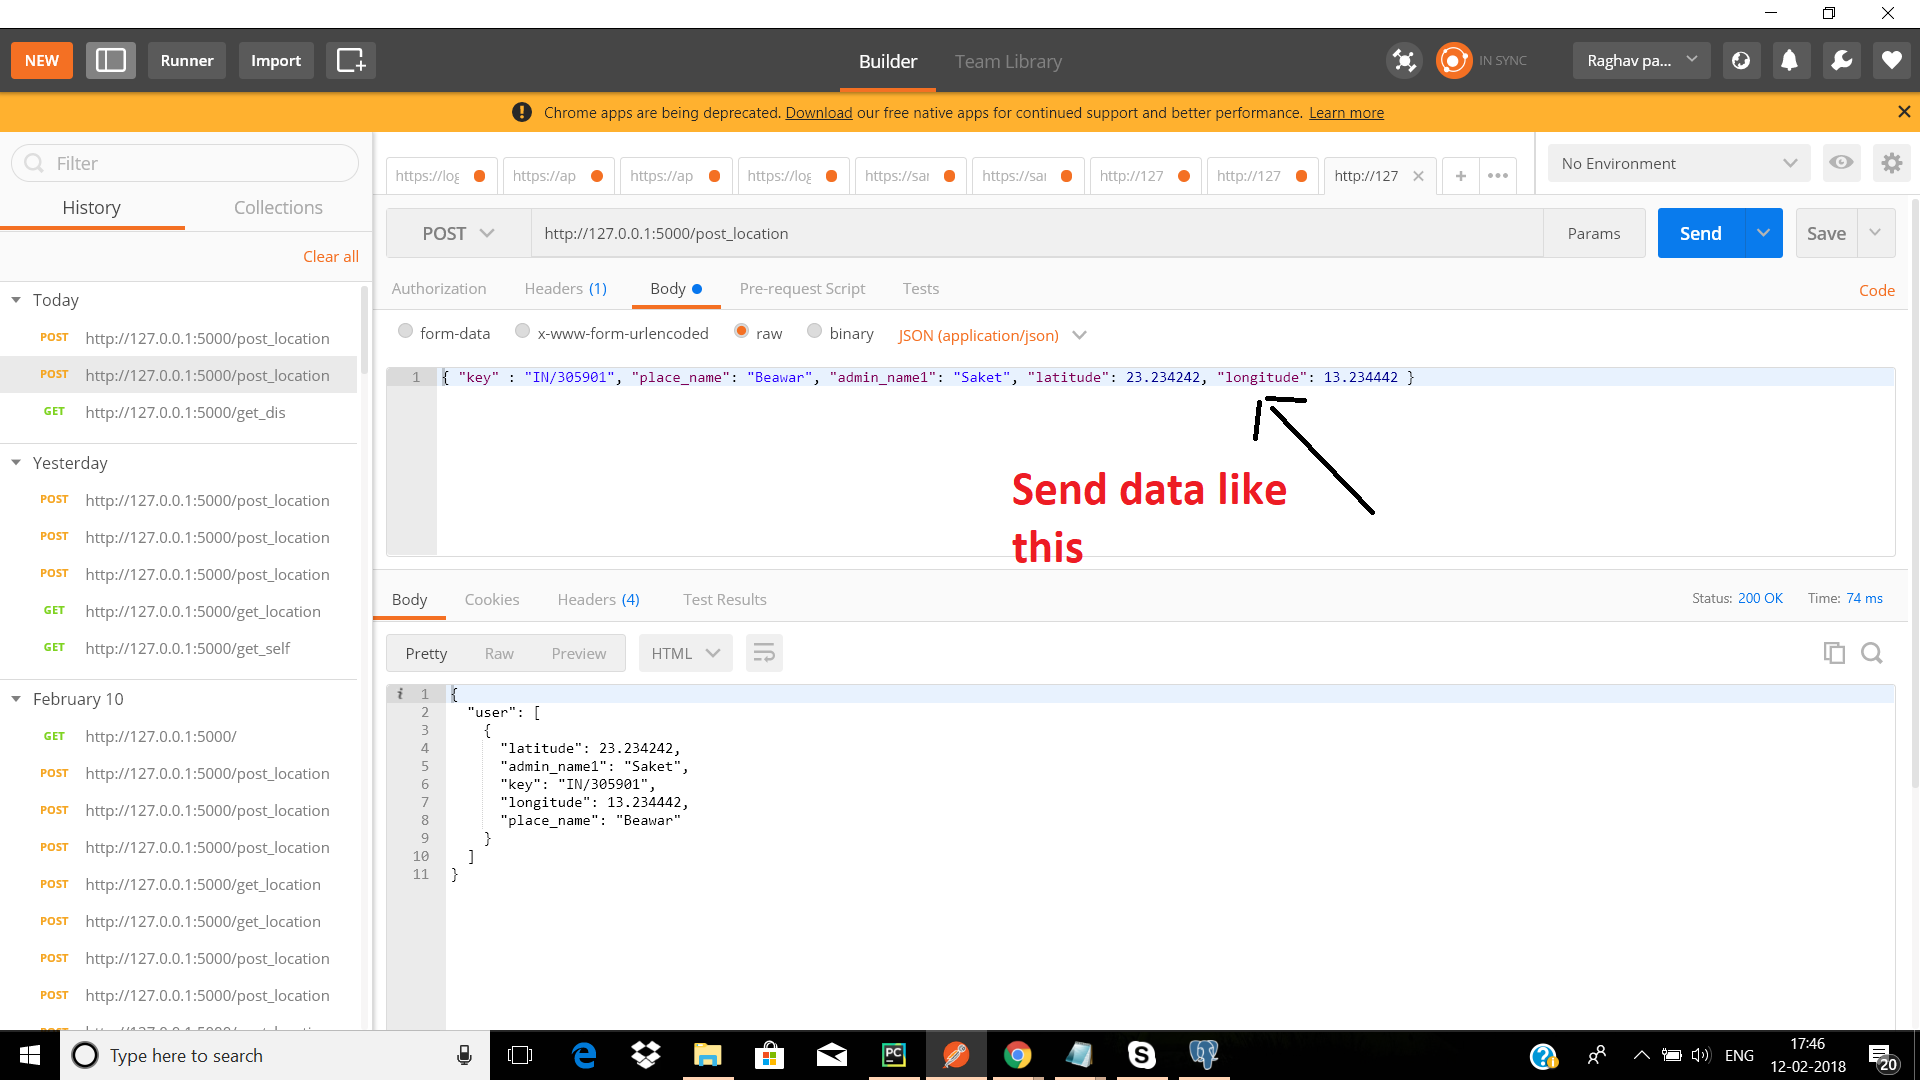 NEW
Runner
Import
Builder
Team Library
IN SYNC
Raghav pa...
Chrome apps are being deprecated. Download our free native apps for continued support and better performance. Learn more
Filter
History
Collections
Clear all
Today
POST http://127.0.0.1:5000/post_location
POST http://127.0.0.1:5000/post_location
GET http://127.0.0.1:5000/get_dis
Yesterday
POST http://127.0.0.1:5000/post_location
POST http://127.0.0.1:5000/post_location
POST http://127.0.0.1:5000/post_location
GET http://127.0.0.1:5000/get_location
GET http://127.0.0.1:5000/get_self
February 10
GET http://127.0.0.1:5000/
POST http://127.0.0.1:5000/post_location
POST http://127.0.0.1:5000/post_location
POST http://127.0.0.1:5000/post_location
POST http://127.0.0.1:5000/get_location
POST http://127.0.0.1:5000/get_location
POST http://127.0.0.1:5000/post_location
POST http://127.0.0.1:5000/post_location
https://log
https://ap
https://ap
https://log
https://sar
https://sar
http://127
http://127
http://127
No Environment
POST
http://127.0.0.1:5000/post_location
Params
Send
Save
Authorization
Headers (1)
Body
Pre-request Script
Tests
Code
form-data
x-www-form-urlencoded
raw
binary
JSON (application/json)
1 { "key" : "IN/305901", "place_name": "Beawar", "admin_name1": "Saket", "latitude": 23.234242, "longitude": 13.234442 }
Send data like
this
Body
Cookies
Headers (4)
Test Results
Status: 200 OK
Time: 74 ms
Pretty
Raw
Preview
HTML
i 1 {
2 "user": [
3 {
4 "latitude": 23.234242,
5 "admin_name1": "Saket",
6 "key": "IN/305901",
7 "longitude": 13.234442,
8 "place_name": "Beawar"
9 }
10 ]
11 }
Type here to search
PC
ENG
17:46
12-02-2018
20